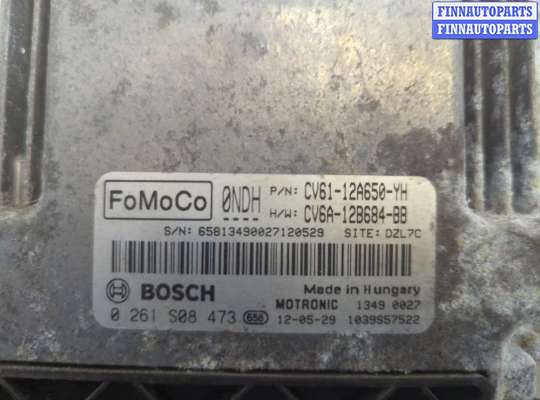 FINNAUTOPARTS
FINNAUTOPARTS
FoMoCo 0NDH P/N: CV61-12A650-YH
H/W: CV6A-12B684-BB
S/N: 65813490027120529 SITE: DZL7C
BOSCH Made in Hungary
MOTRONIC 1349 0027
0 261 S08 473 658 12-05-29 1039S57522